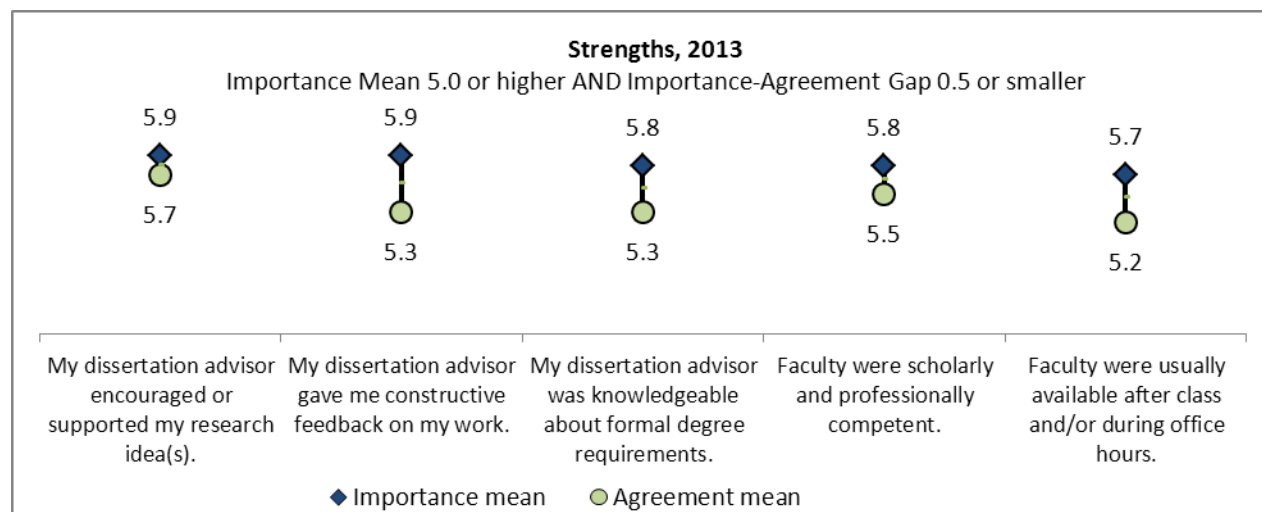 Strengths, 2013
Importance Mean 5.0 or higher AND Importance-Agreement Gap 0.5 or smaller
5.9
5.9
5.8
5.8
5.7
5.7
5.3
5.3
5.5
5.2
My dissertation advisor
encouraged or
supported my research
idea(s).
My dissertation advisor
gave me constructive
feedback on my work.
My dissertation advisor
was knowledgeable
about formal degree
requirements.
Faculty were scholarly
and professionally
competent.
Faculty were usually
available after class
and/or during office
hours.
Importance mean
Agreement mean